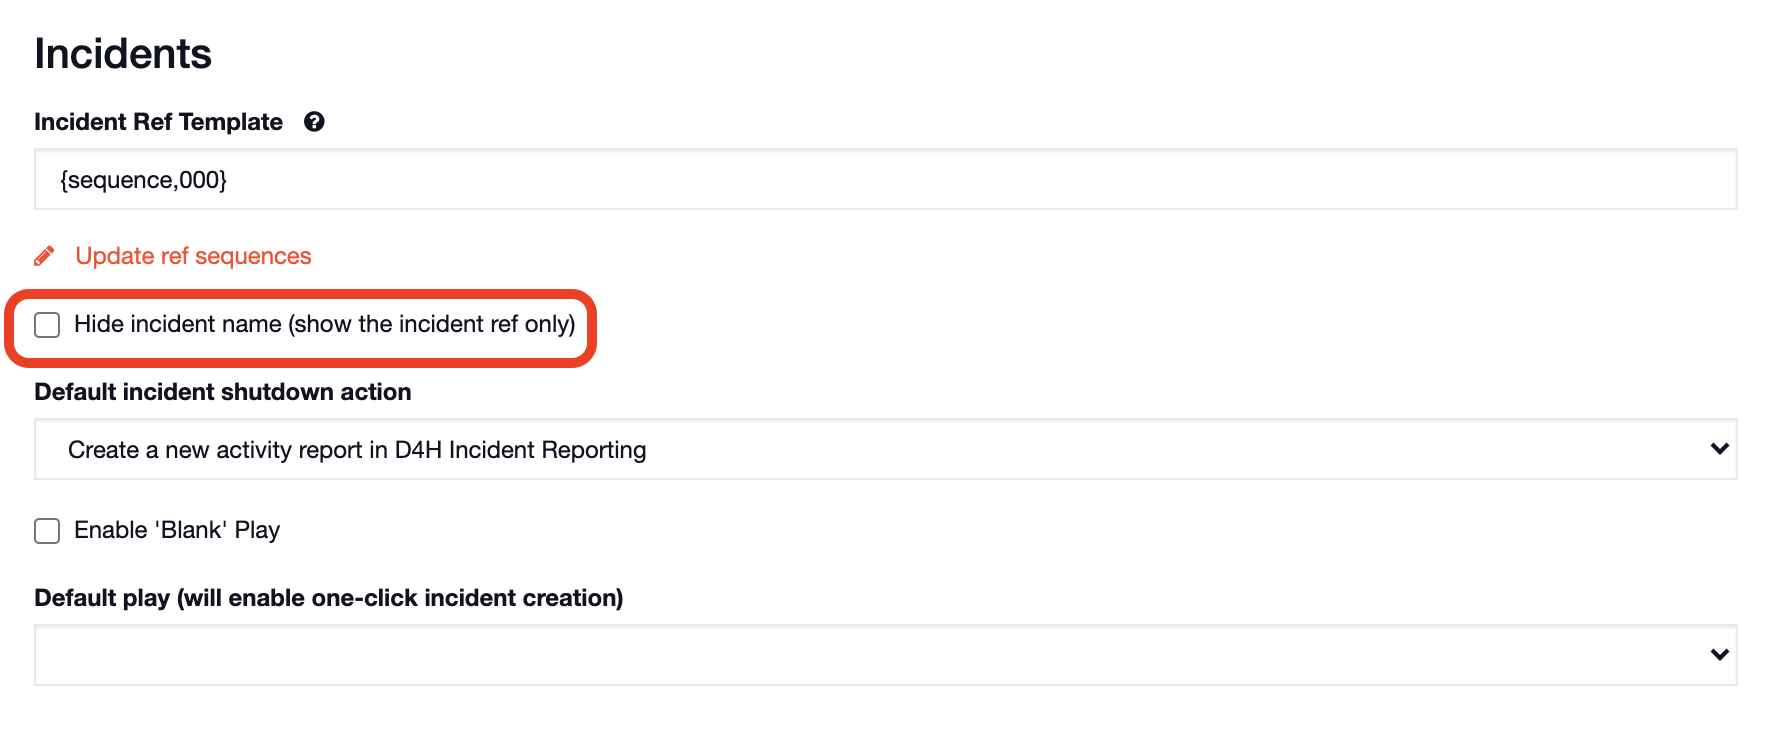 Incidents
Incident Ref Template
{sequence,000}
Update ref sequences
Hide incident name (show the incident ref only)
Default incident shutdown action
Create a new activity report in D4H Incident Reporting
Enable 'Blank' Play
Default play (will enable one-click incident creation)